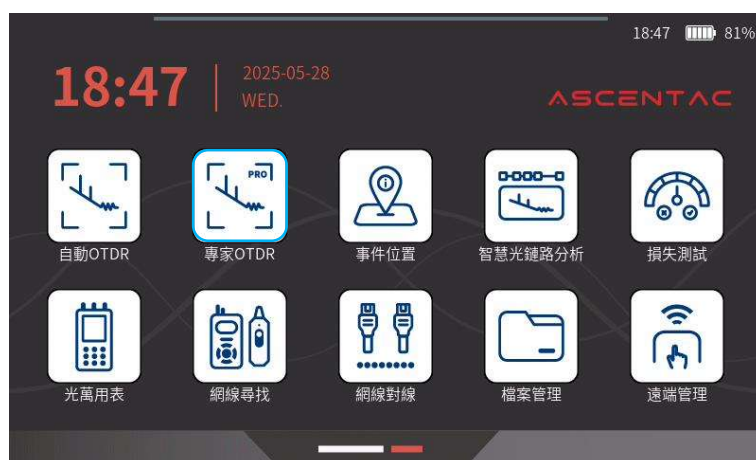 18:47 81%
18:47
2025-05-28
WED.
ASCENTAC
PRO
自動OTDR
專家OTDR
事件位置
智慧光鏈路分析
損失測試
光萬用表
網線尋找
網線對線
檔案管理
遠端管理